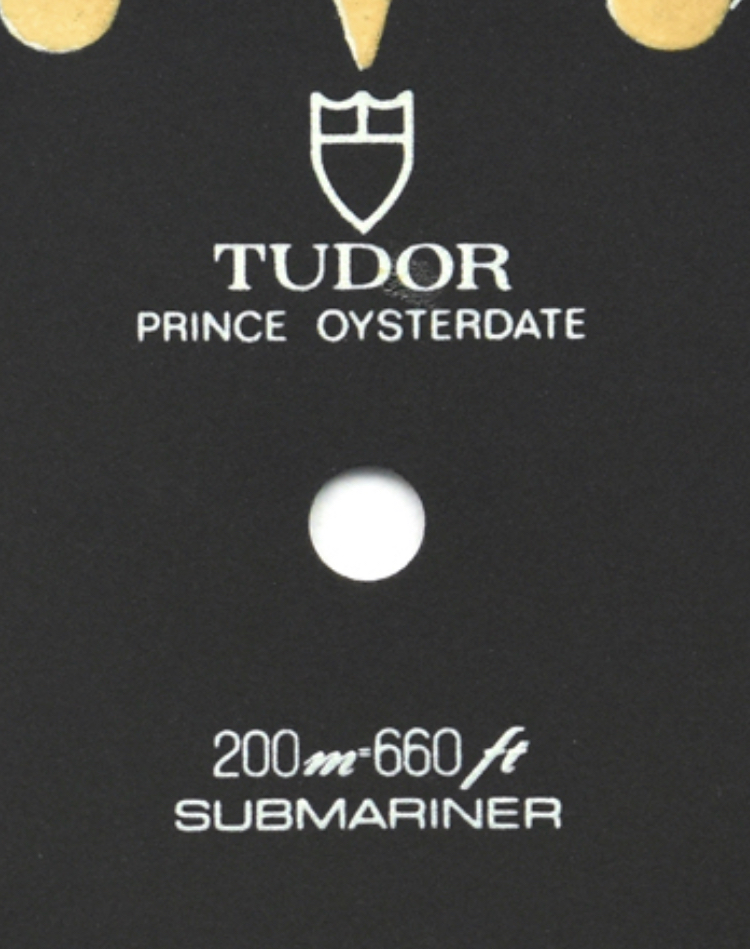 TUDOR
PRINCE OYSTERDATE
200m=660ft
SUBMARINER